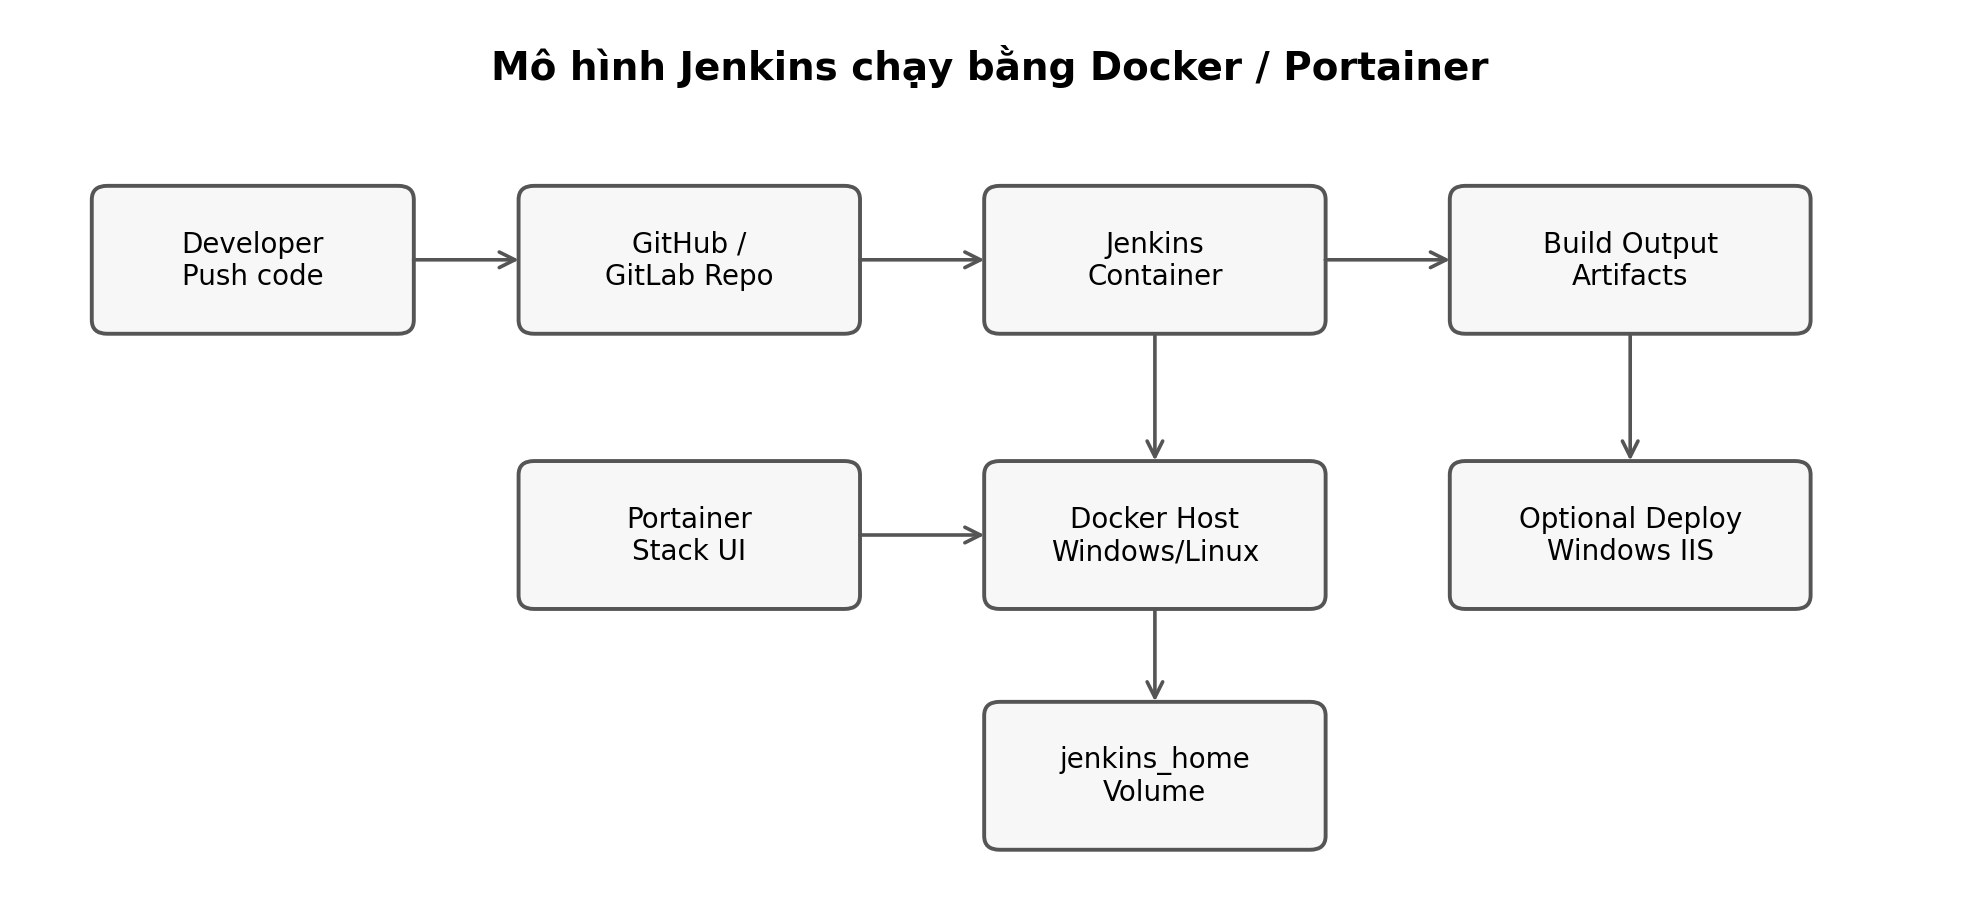 Mô hình Jenkins chạy bằng Docker / Portainer
Developer
Push code
GitHub /
GitLab Repo
Jenkins
Container
Build Output
Artifacts
Portainer
Stack UI
Docker Host
Windows/Linux
Optional Deploy
Windows IIS
jenkins_home
Volume